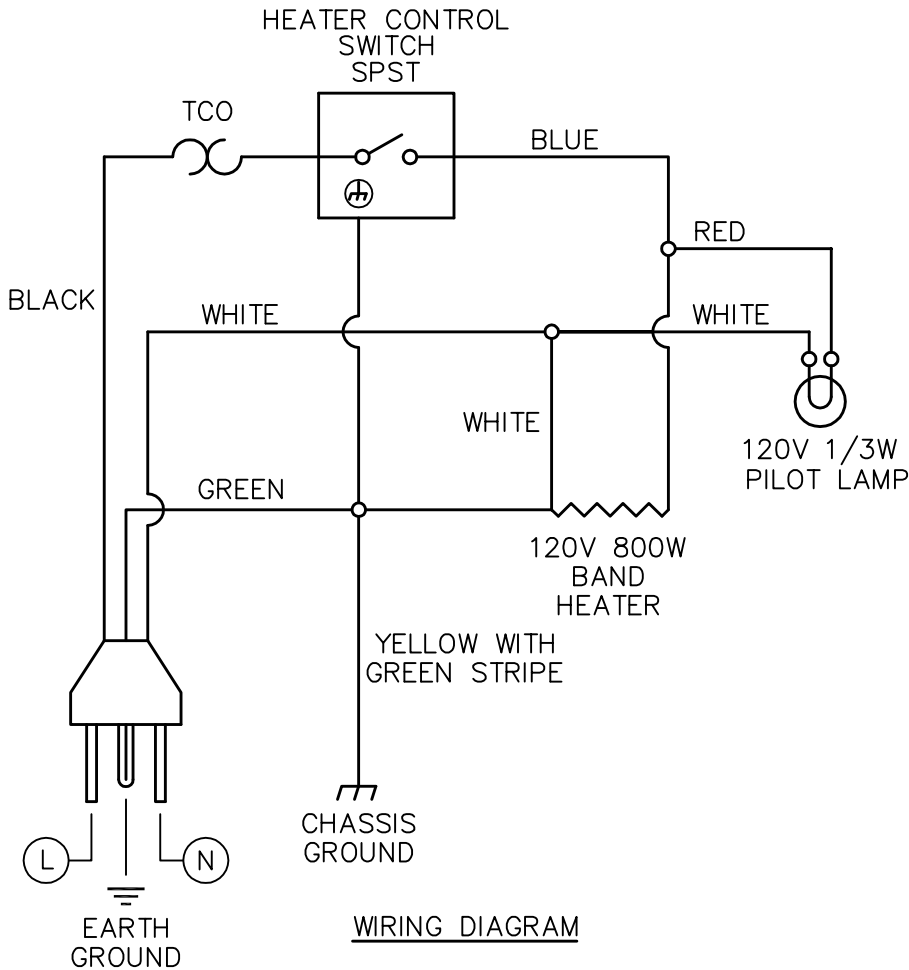 HEATER CONTROL
SWITCH
SPST
TCO
BLUE
RED
BLACK
WHITE
WHITE
WHITE
120V 1/3W
PILOT LAMP
GREEN
120V 800W
BAND
HEATER
YELLOW WITH
GREEN STRIPE
CHASSIS
GROUND
L
N
EARTH
GROUND
WIRING DIAGRAM